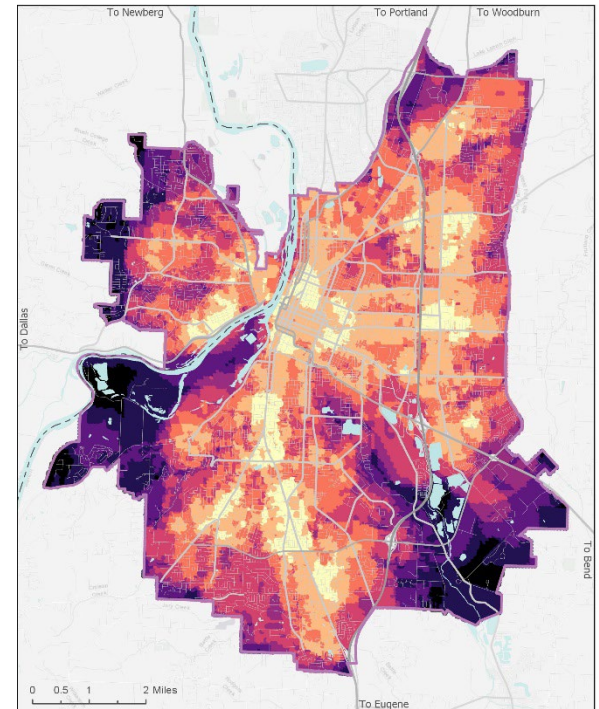 To Newberg
To Portland
To Woodburn
To Dallas
To Bend
0 0.5 1 2 Miles
To Eugene